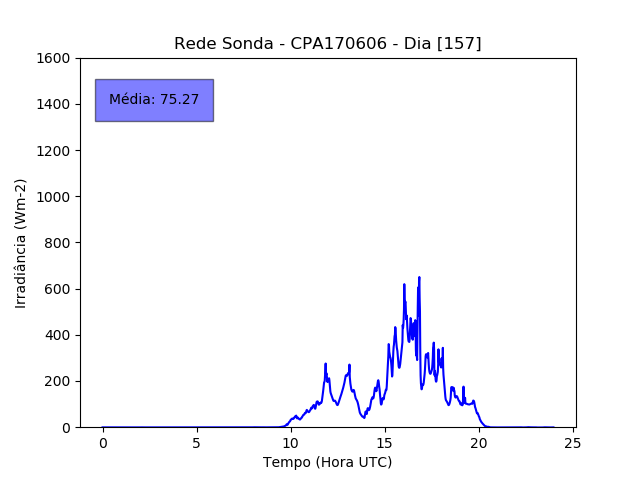 Rede Sonda - CPA170606 - Dia [157]
Média: 75.27
Irradiância (Wm-2)
1600
1400
1200
1000
800
600
400
200
0
0 5 10 15 20 25
Tempo (Hora UTC)